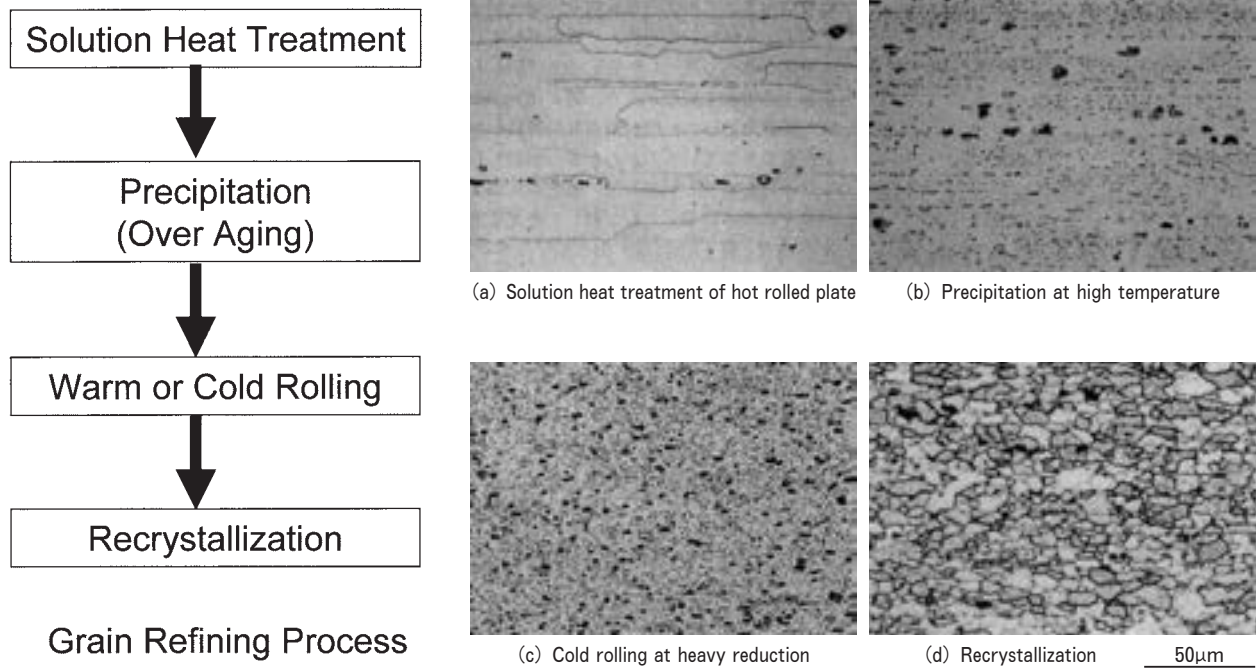 Solution Heat Treatment
Precipitation
(Over Aging)
Warm or Cold Rolling
Recrystallization
Grain Refining Process
(a) Solution heat treatment of hot rolled plate
(b) Precipitation at high temperature
(c) Cold rolling at heavy reduction
(d) Recrystallization
50μm